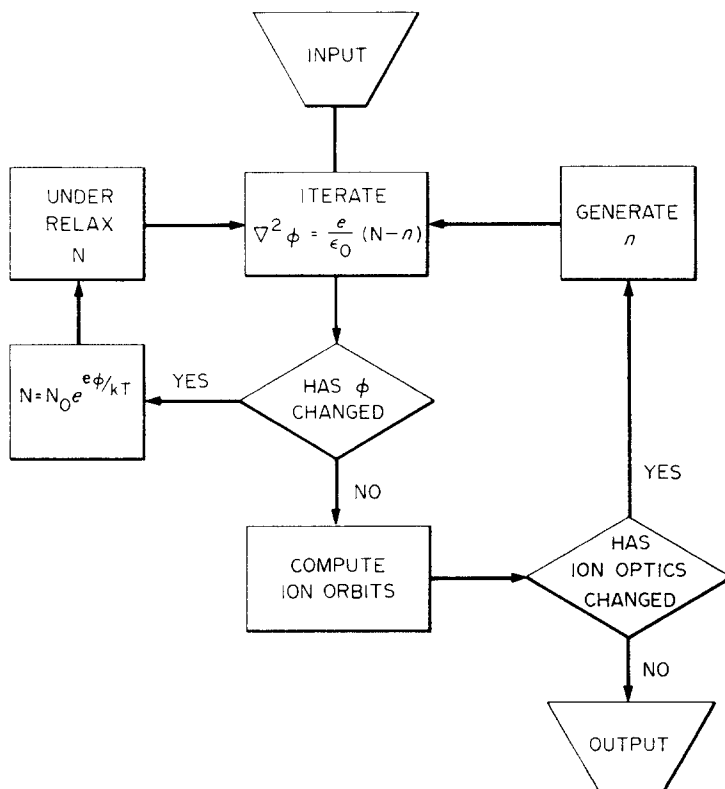 INPUT
UNDER
RELAX
N
ITERATE
∇²φ = e/ε₀ (N−n)
GENERATE
n
N=N₀e^{eφ/kT}
YES
HAS φ
CHANGED
NO
YES
COMPUTE
ION ORBITS
HAS
ION OPTICS
CHANGED
NO
OUTPUT